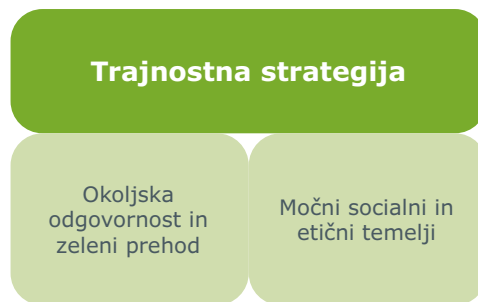 Trajnostna strategija
Okoljska
odgovornost in
zeleni prehod
Močni socialni in
etični temelji